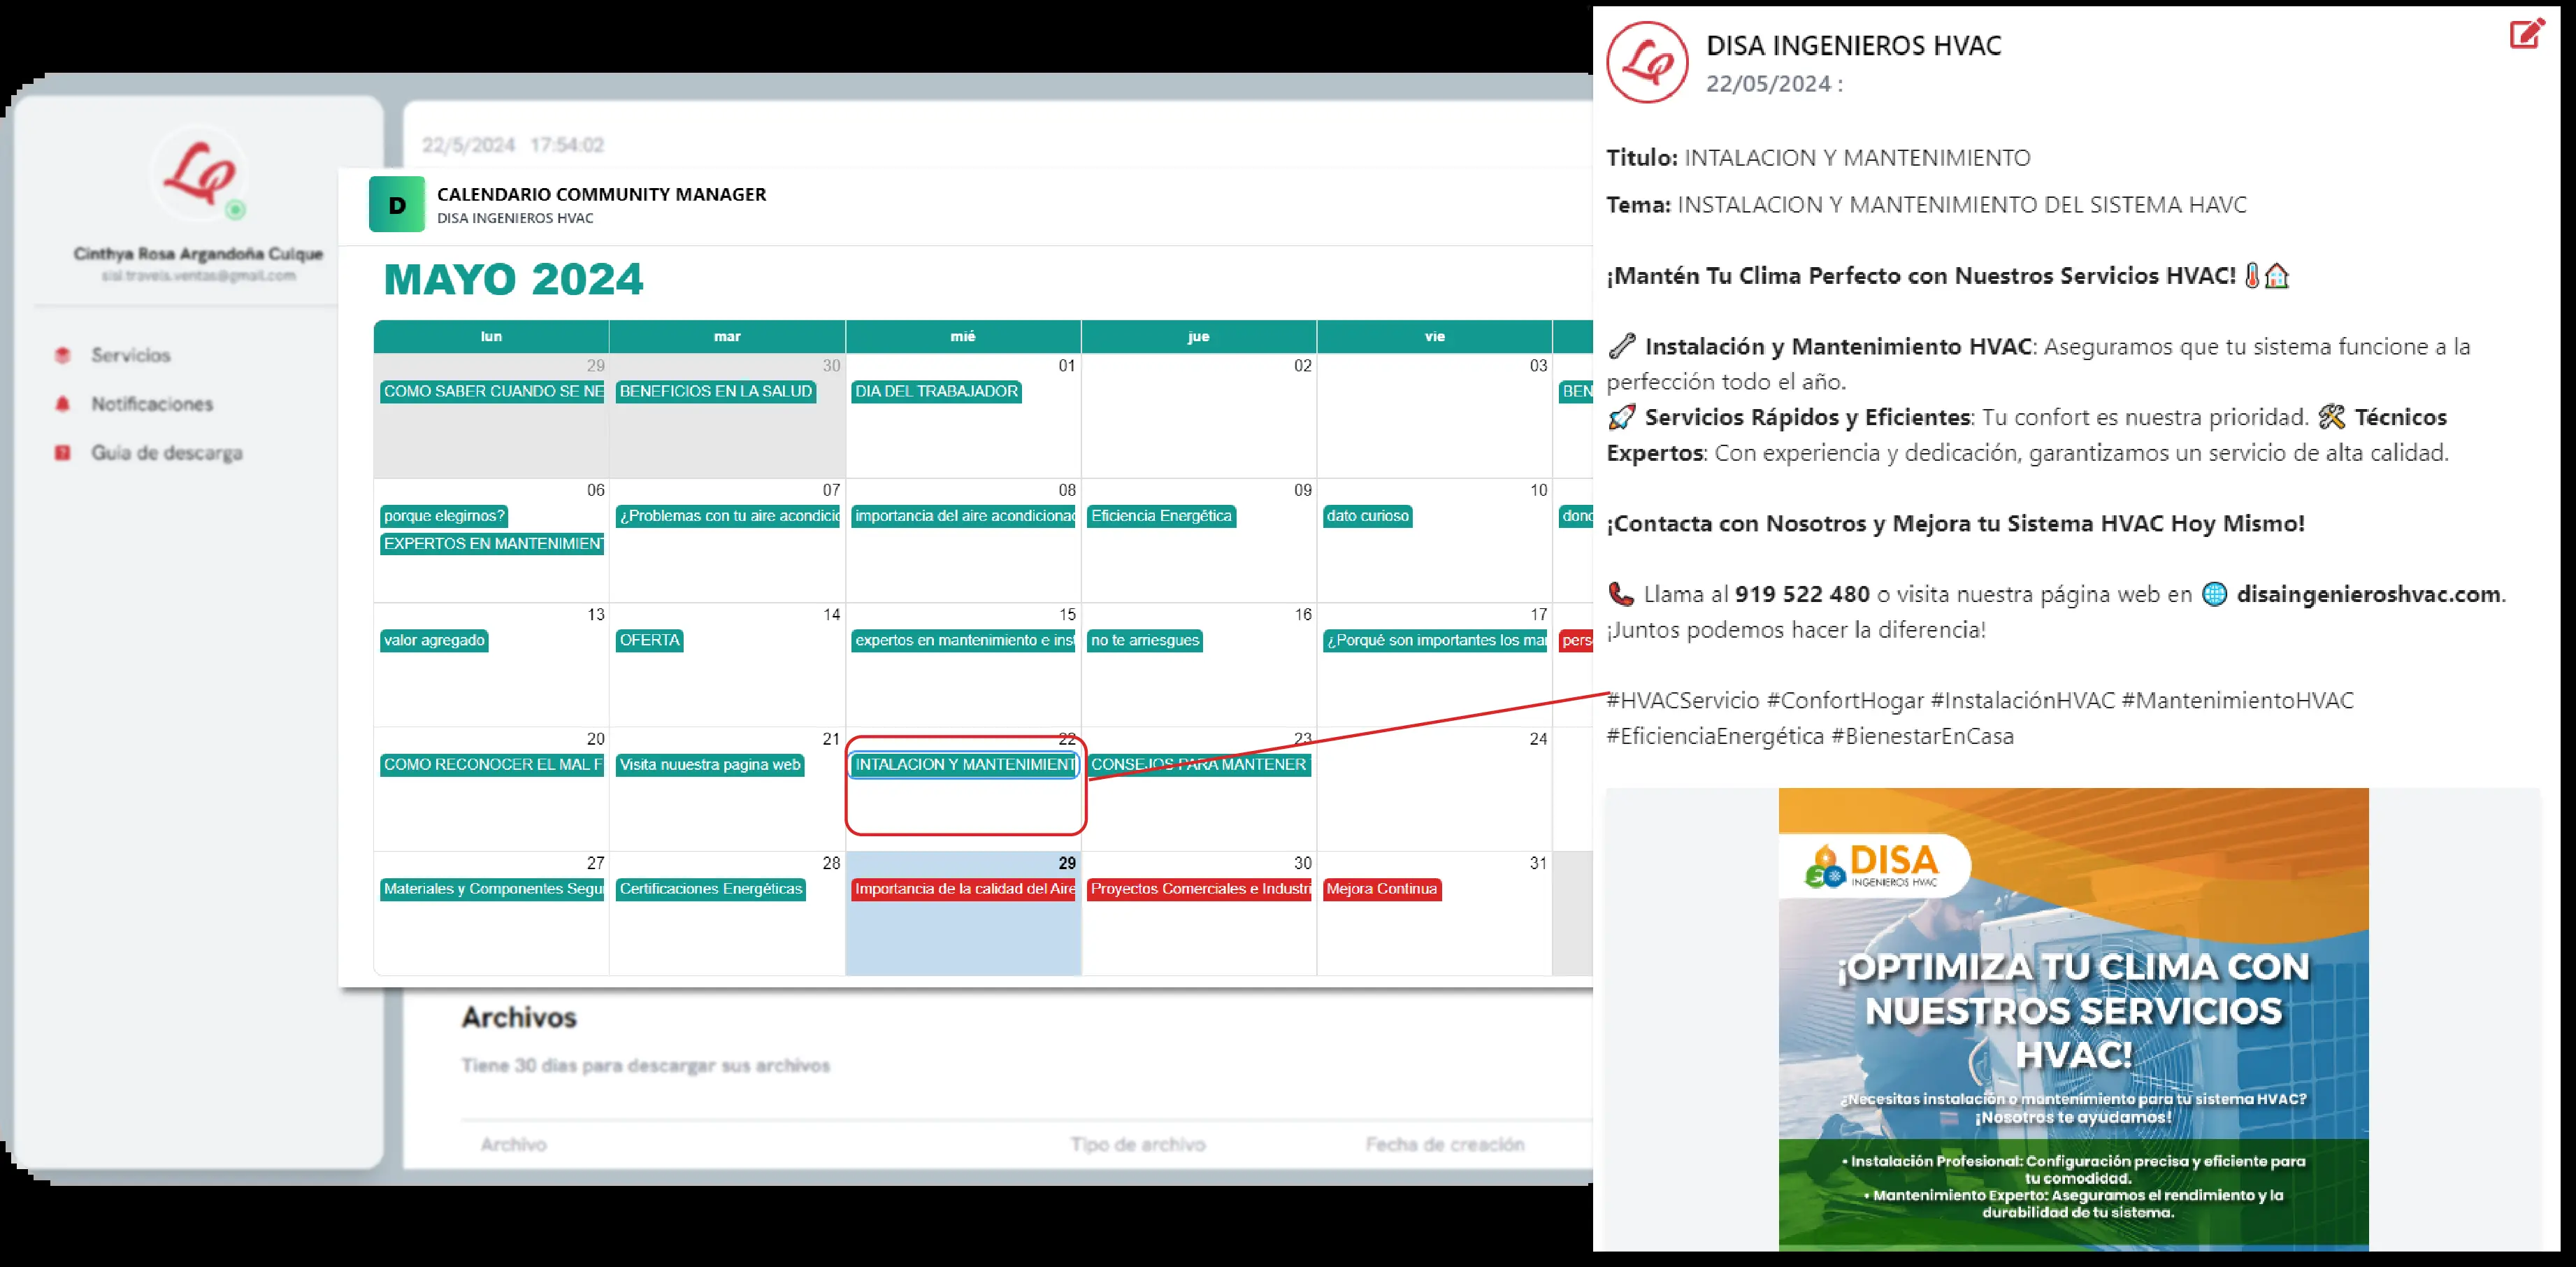 Lq
Cinthya Rosa Argandoña Culque
sisl.travels.ventas@gmail.com
Servicios
Notificaciones
Guia de descarga
22/5/2024 17:54:02
D
CALENDARIO COMMUNITY MANAGER
DISA INGENIEROS HVAC
MAYO 2024
lun mar mié jue vie
29 30 01 02 03
COMO SABER CUANDO SE NE BENEFICIOS EN LA SALUD DIA DEL TRABAJADOR BEN
06 07 08 09 10
porque elegirnos? ¿Problemas con tu aire acondicic importancia del aire acondicionac Eficiencia Energética dato curioso donc
EXPERTOS EN MANTENIMIENT
13 14 15 16 17
valor agregado OFERTA expertos en mantenimiento e inst no te arriesgues ¿Porqué son importantes los mar pers
20 21 22 23 24
COMO RECONOCER EL MAL F Visita nuuestra pagina web INTALACION Y MANTENIMIENT CONSEJOS PARA MANTENER
27 28 29 30 31
Materiales y Componentes Segu Certificaciones Energéticas Importancia de la calidad del Aire Proyectos Comerciales e Industri Mejora Continua
Archivos
Tiene 30 dias para descargar sus archivos
Archivo Tipo de archivo Fecha de creación
Lq
DISA INGENIEROS HVAC
22/05/2024 :
Titulo: INTALACION Y MANTENIMIENTO
Tema: INSTALACION Y MANTENIMIENTO DEL SISTEMA HAVC
¡Mantén Tu Clima Perfecto con Nuestros Servicios HVAC! 🌡️🏠
🔧 Instalación y Mantenimiento HVAC: Aseguramos que tu sistema funcione a la
perfección todo el año.
🚀 Servicios Rápidos y Eficientes: Tu confort es nuestra prioridad. 🛠️ Técnicos
Expertos: Con experiencia y dedicación, garantizamos un servicio de alta calidad.
¡Contacta con Nosotros y Mejora tu Sistema HVAC Hoy Mismo!
📞 Llama al 919 522 480 o visita nuestra página web en 🌐 disaingenieroshvac.com.
¡Juntos podemos hacer la diferencia!
#HVACServicio #ConfortHogar #InstalaciónHVAC #MantenimientoHVAC
#EficienciaEnergética #BienestarEnCasa
DISA
INGENIEROS HVAC
¡OPTIMIZA TU CLIMA CON
NUESTROS SERVICIOS
HVAC!
¿Necesitas instalación o mantenimiento para tu sistema HVAC?
¡Nosotros te ayudamos!
• Instalación Profesional: Configuración precisa y eficiente para
tu comodidad.
• Mantenimiento Experto: Aseguramos el rendimiento y la
durabilidad de tu sistema.